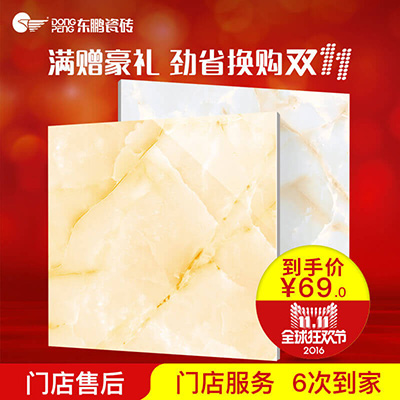 DONG PENG 东鹏瓷砖
满赠豪礼 劲省换购双11
到手价
¥69.0
11.11
全球狂欢节
2016
门店售后 门店服务 6次到家